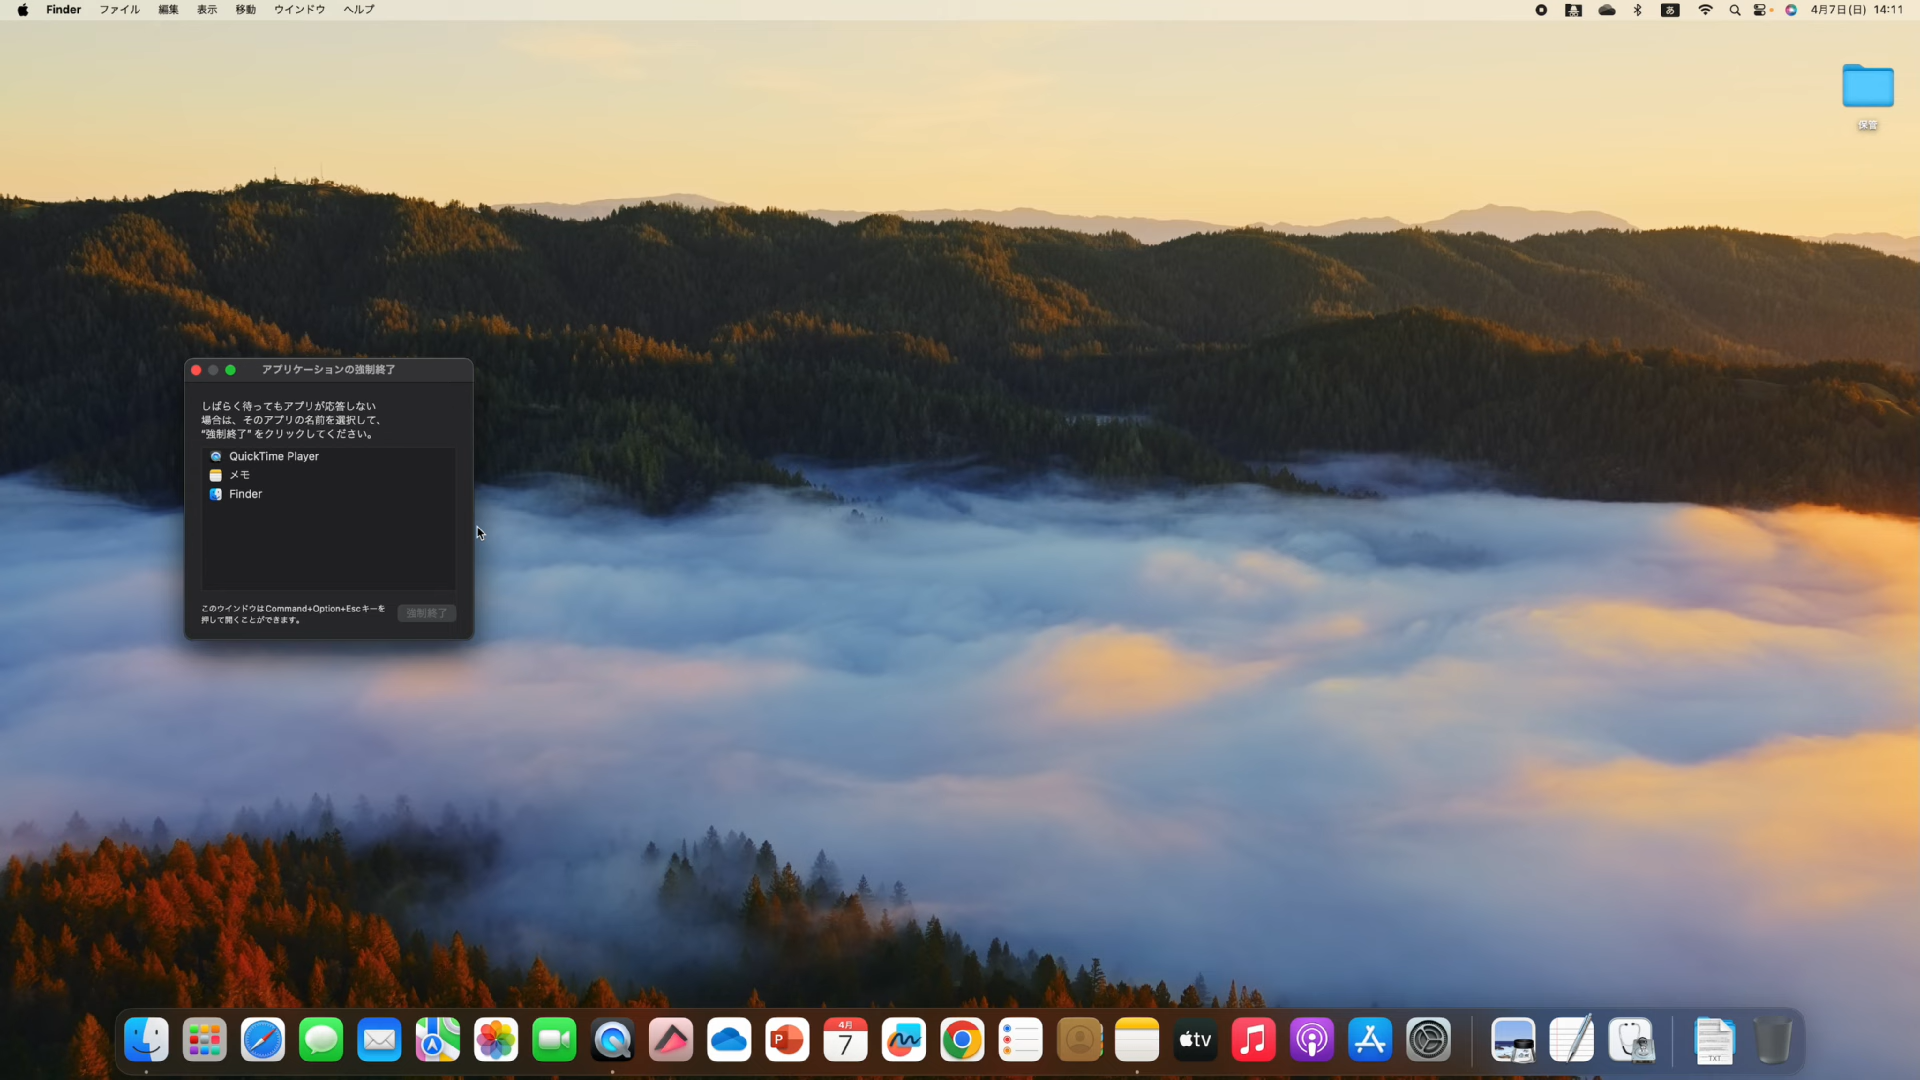 Finder ファイル 編集 表示 移動 ウインドウ ヘルプ
あ
4月7日(日) 14:11
保管
アプリケーションの強制終了
しばらく待ってもアプリが応答しない
場合は、そのアプリの名前を選択して、
“強制終了” をクリックしてください。
QuickTime Player
メモ
Finder
このウインドウはCommand+Option+Escキーを
押して開くことができます。
強制終了
4月
7
P
tv
TXT